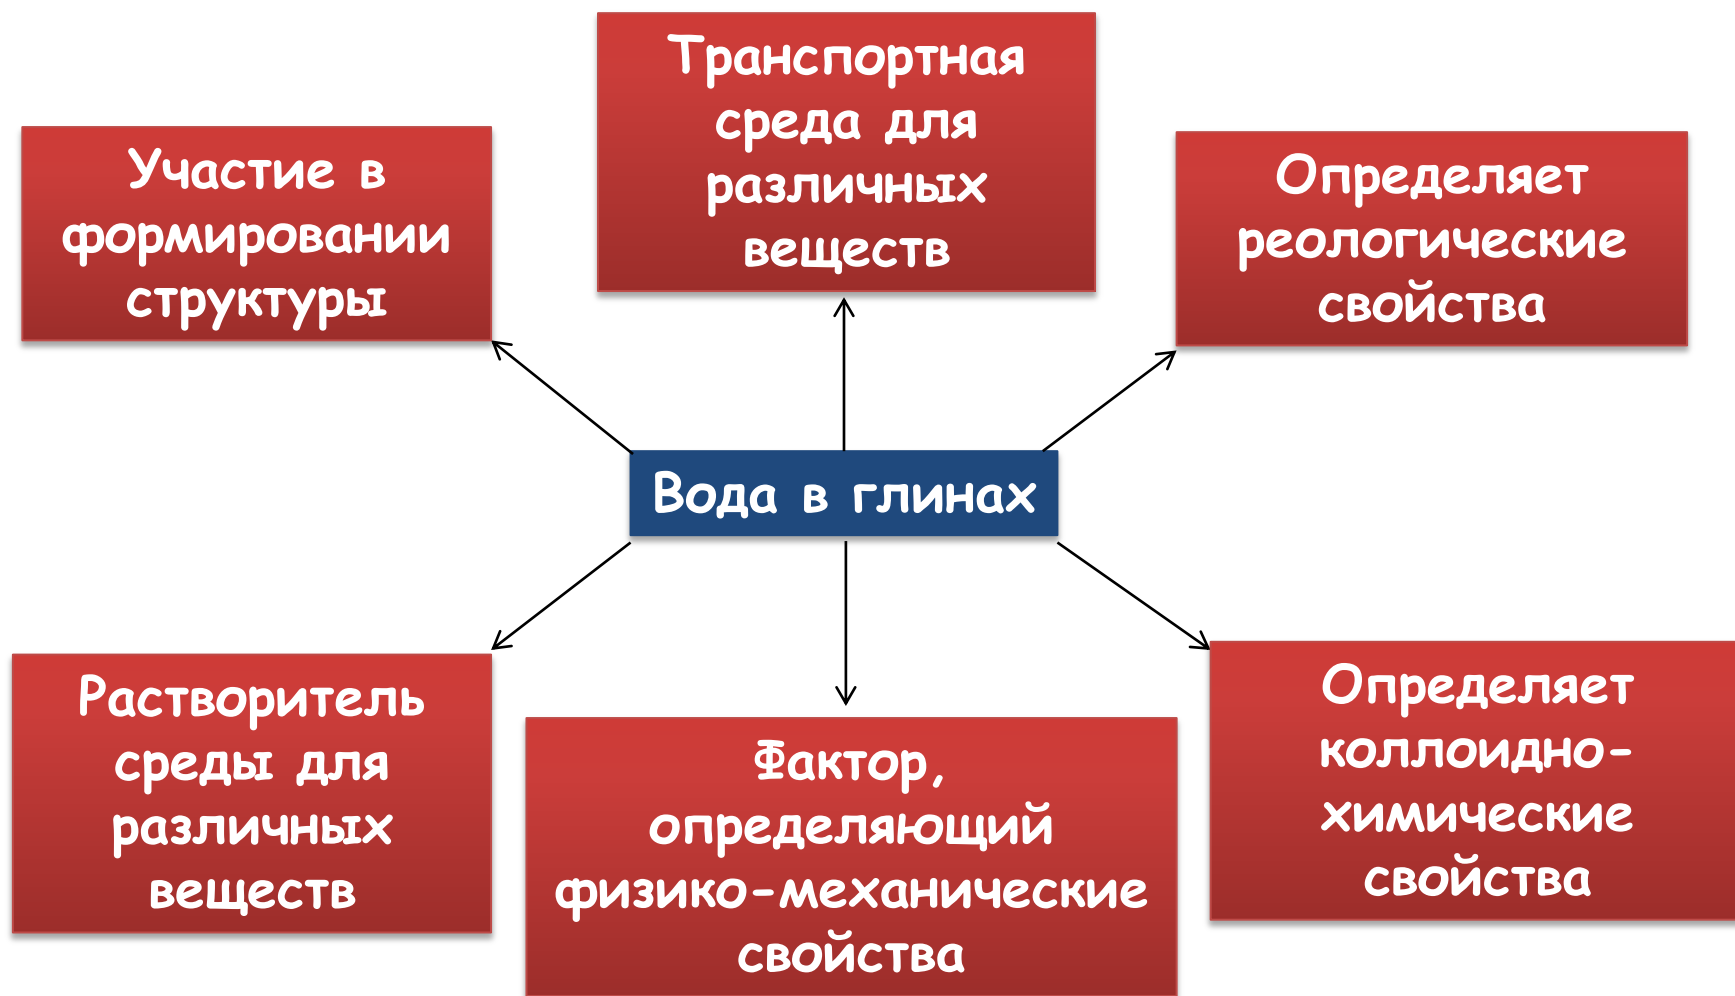 Транспортная
среда для
различных
веществ
Участие в
формировании
структуры
Определяет
реологические
свойства
Вода в глинах
Растворитель
среды для
различных
веществ
Фактор,
определяющий
физико-механические
свойства
Определяет
коллоидно-
химические
свойства